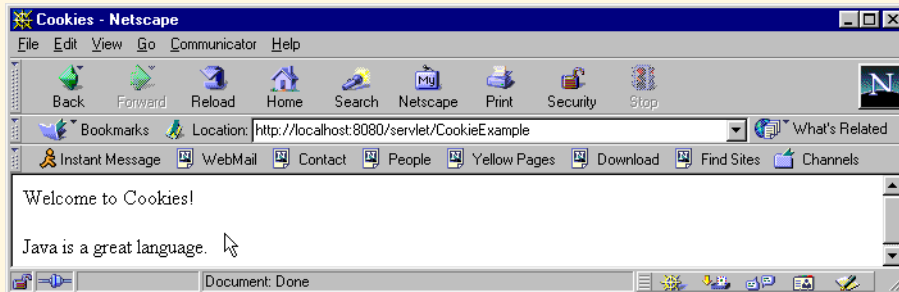 Cookies - Netscape
File Edit View Go Communicator Help
Back Forward Reload Home Search Netscape Print Security Stop
My
N
Bookmarks Location: http://localhost:8080/servlet/CookieExample What's Related
Instant Message WebMail Contact People Yellow Pages Download Find Sites Channels
Welcome to Cookies!
Java is a great language.
Document: Done